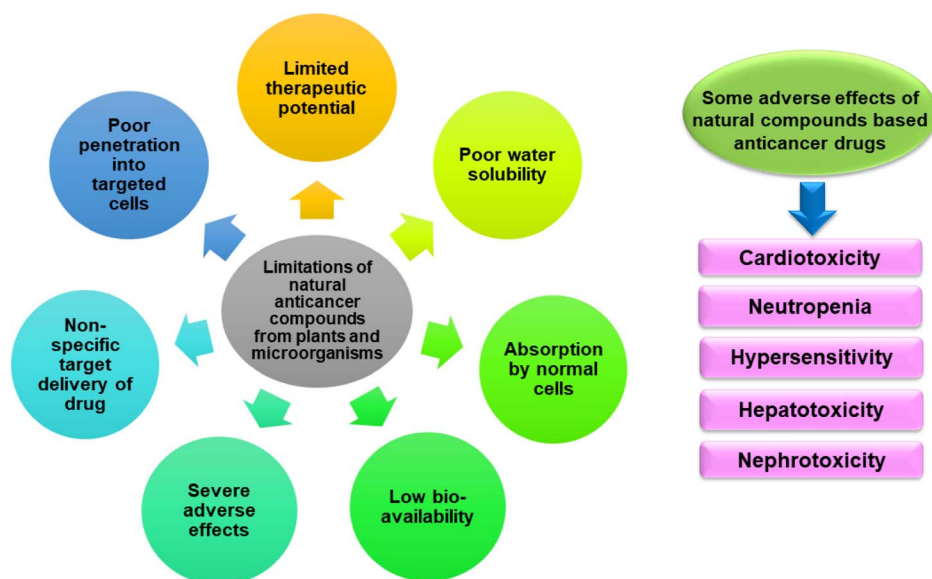 Limited
therapeutic
potential
Poor water
solubility
Absorption by
normal cells
Low bio-
availability
Severe
adverse
effects
Non-
specific
target
delivery of
drug
Poor
penetration
into
targeted
cells
Limitations of
natural
anticancer
compounds
from plants and
microorganisms
Some adverse effects of
natural compounds based
anticancer drugs
Cardiotoxicity
Neutropenia
Hypersensitivity
Hepatotoxicity
Nephrotoxicity